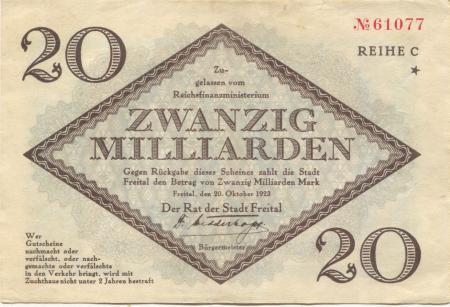 20
№ 61077
REIHE C
*
Zu-
gelassen vom
Reichsfinanzministerium
ZWANZIG
MILLIARDEN
Gegen Rückgabe dieses Scheines zahlt die Stadt
Freital den Betrag von Zwanzig Milliarden Mark
Freital, den 20. Oktober 1923
Der Rat der Stadt Freital
Bürgermeister
Wer
Gutscheine
nachmacht oder
verfälscht, oder nach-
gemachte oder verfälschte
in den Verkehr bringt, wird mit
Zuchthaus nicht unter 2 Jahren bestraft
20